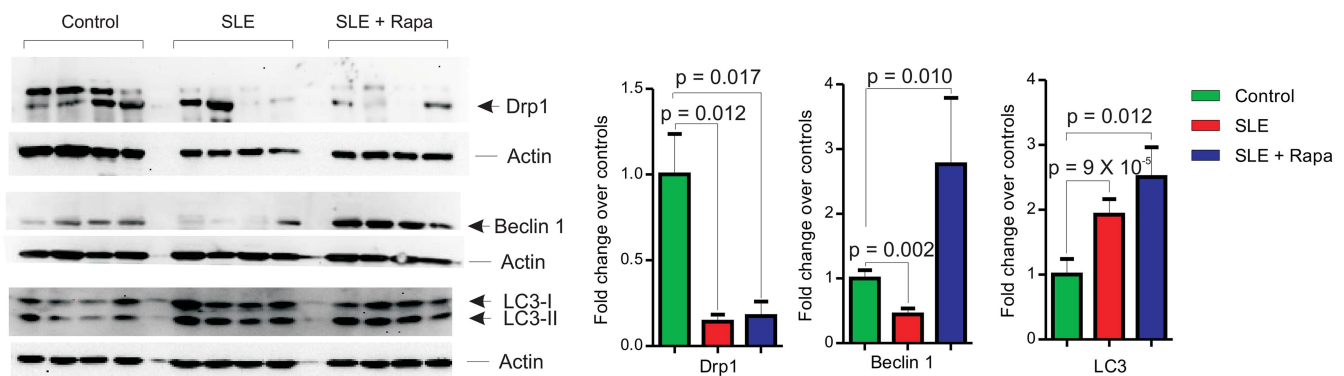 Control SLE SLE + Rapa
Drp1
Actin
Beclin 1
Actin
LC3-I
LC3-II
Actin
Fold change over controls
1.5
1.0
0.5
0.0
p = 0.017
p = 0.012
Drp1
Fold change over controls
4
3
2
1
0
p = 0.010
p = 0.002
Beclin 1
Fold change over controls
4
3
2
1
0
p = 0.012
p = 9 X 10⁻⁵
LC3
Control
SLE
SLE + Rapa